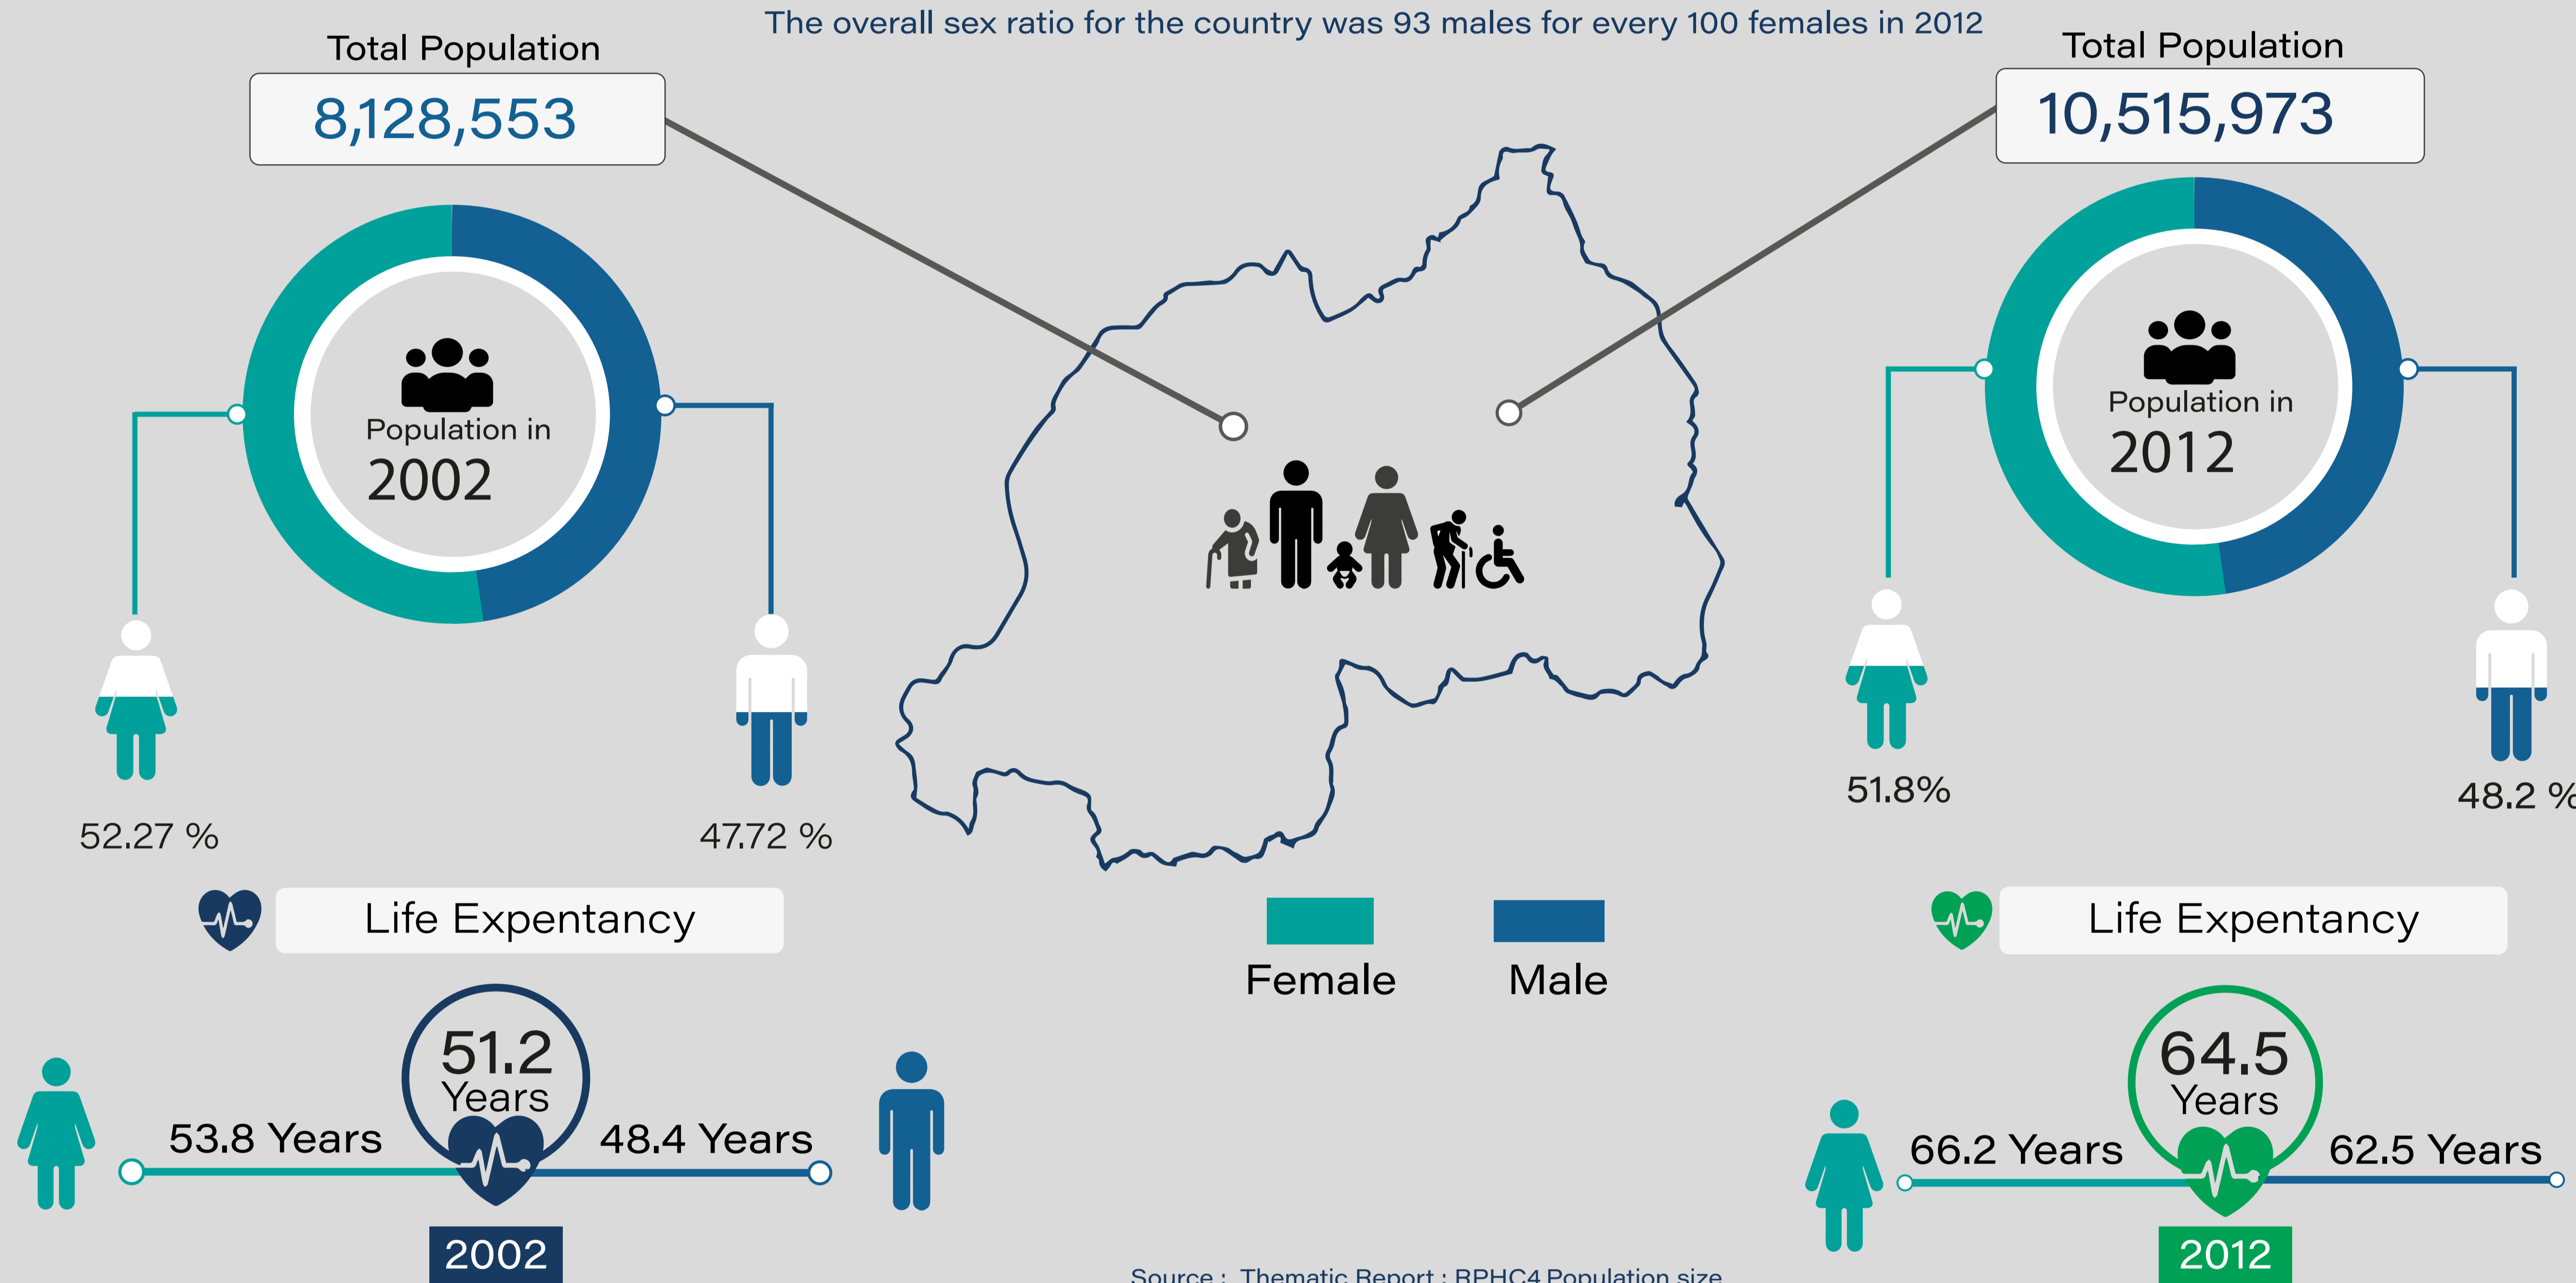 The overall sex ratio for the country was 93 males for every 100 females in 2012
Total Population
8,128,553
Population in
2002
52.27 %
47.72 %
Life Expentancy
51.2
Years
53.8 Years
48.4 Years
2002
Female
Male
Total Population
10,515,973
Population in
2012
51.8%
48.2 %
Life Expentancy
64.5
Years
66.2 Years
62.5 Years
2012
Source : Thematic Report : RPHC4 Population size